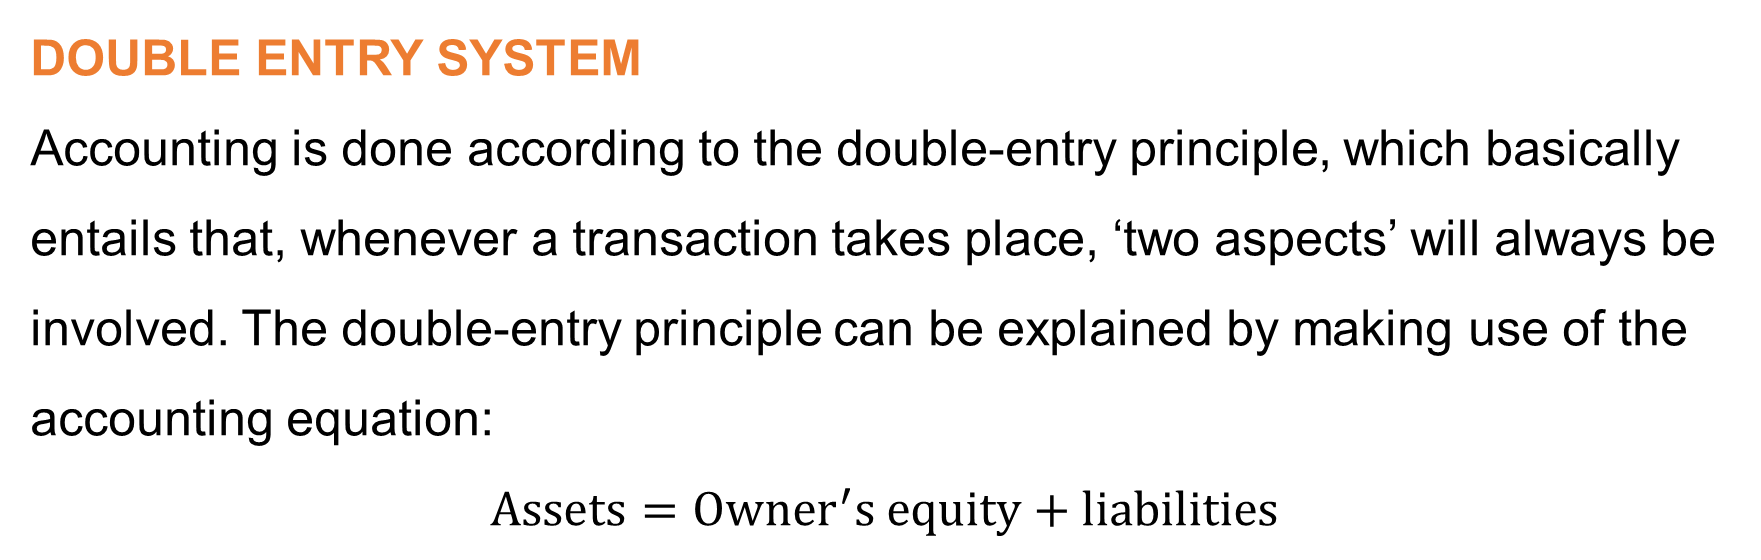 DOUBLE ENTRY SYSTEM
Accounting is done according to the double-entry principle, which basically
entails that, whenever a transaction takes place, ‘two aspects’ will always be
involved. The double-entry principle can be explained by making use of the
accounting equation:
Assets = Owner′s equity + liabilities